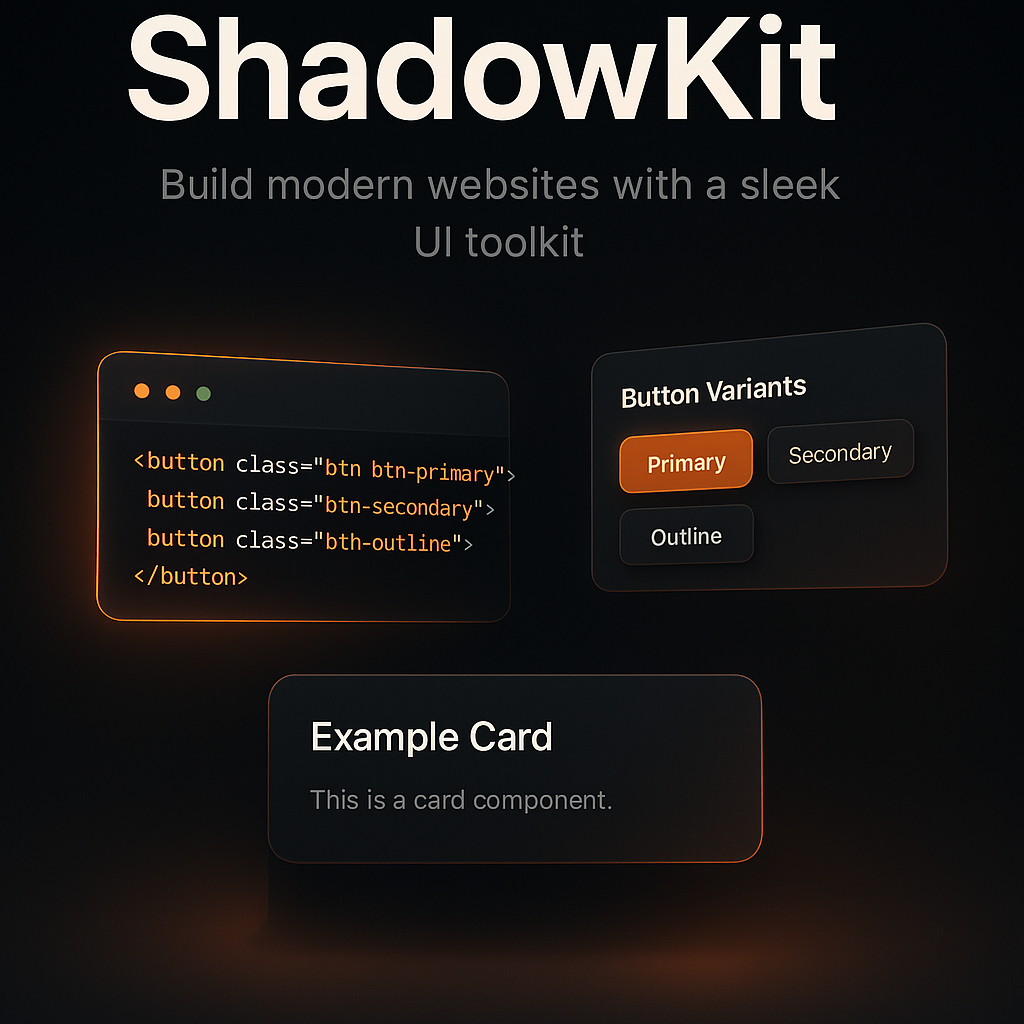 ShadowKit
Build modern websites with a sleek
UI toolkit
<button class="btn btn-primary">
button class="btn-secondary">
button class="bth-outline">
</button>
Button Variants
Primary
Secondary
Outline
Example Card
This is a card component.